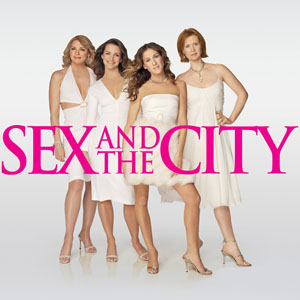 SEX AND THE CITY